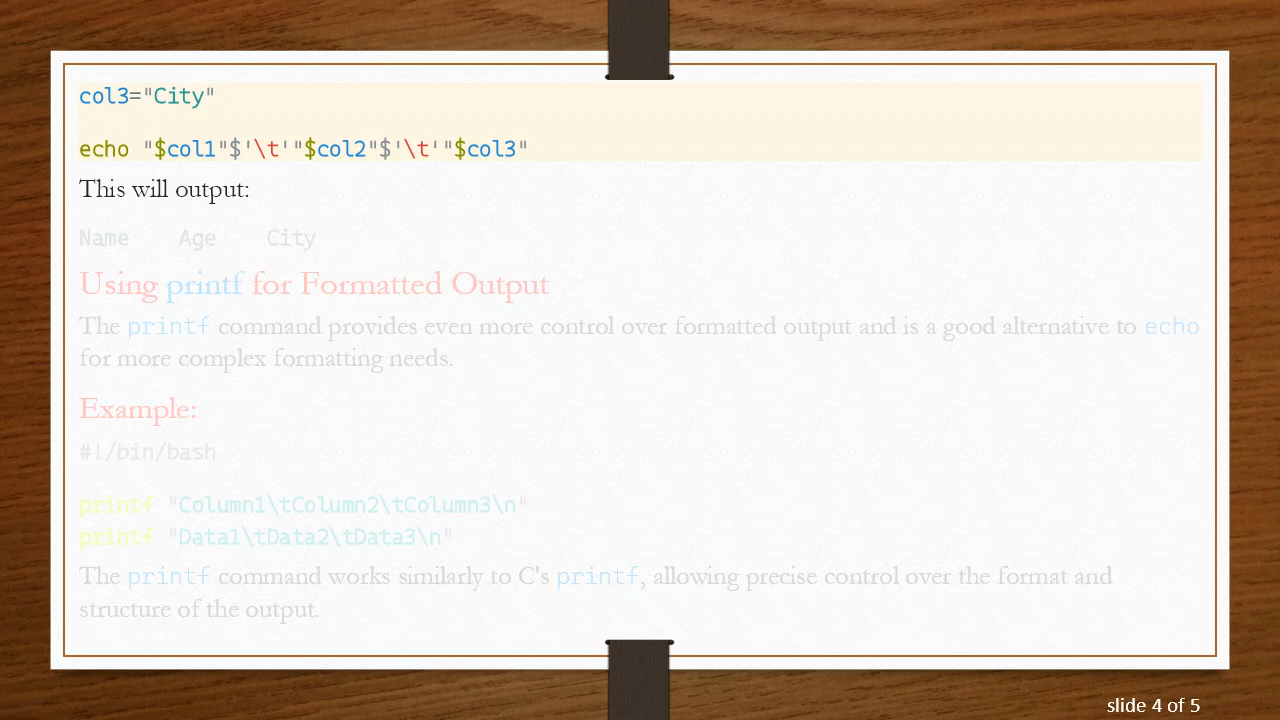 col3="City"
echo "$col1"$'\t'"$col2"$'\t'"$col3"
This will output:
Name    Age    City
Using printf for Formatted Output
The printf command provides even more control over formatted output and is a good alternative to echo
for more complex formatting needs.
Example:
#!/bin/bash
printf "Column1\tColumn2\tColumn3\n"
printf "Data1\tData2\tData3\n"
The printf command works similarly to C's printf, allowing precise control over the format and
structure of the output.
slide 4 of 5